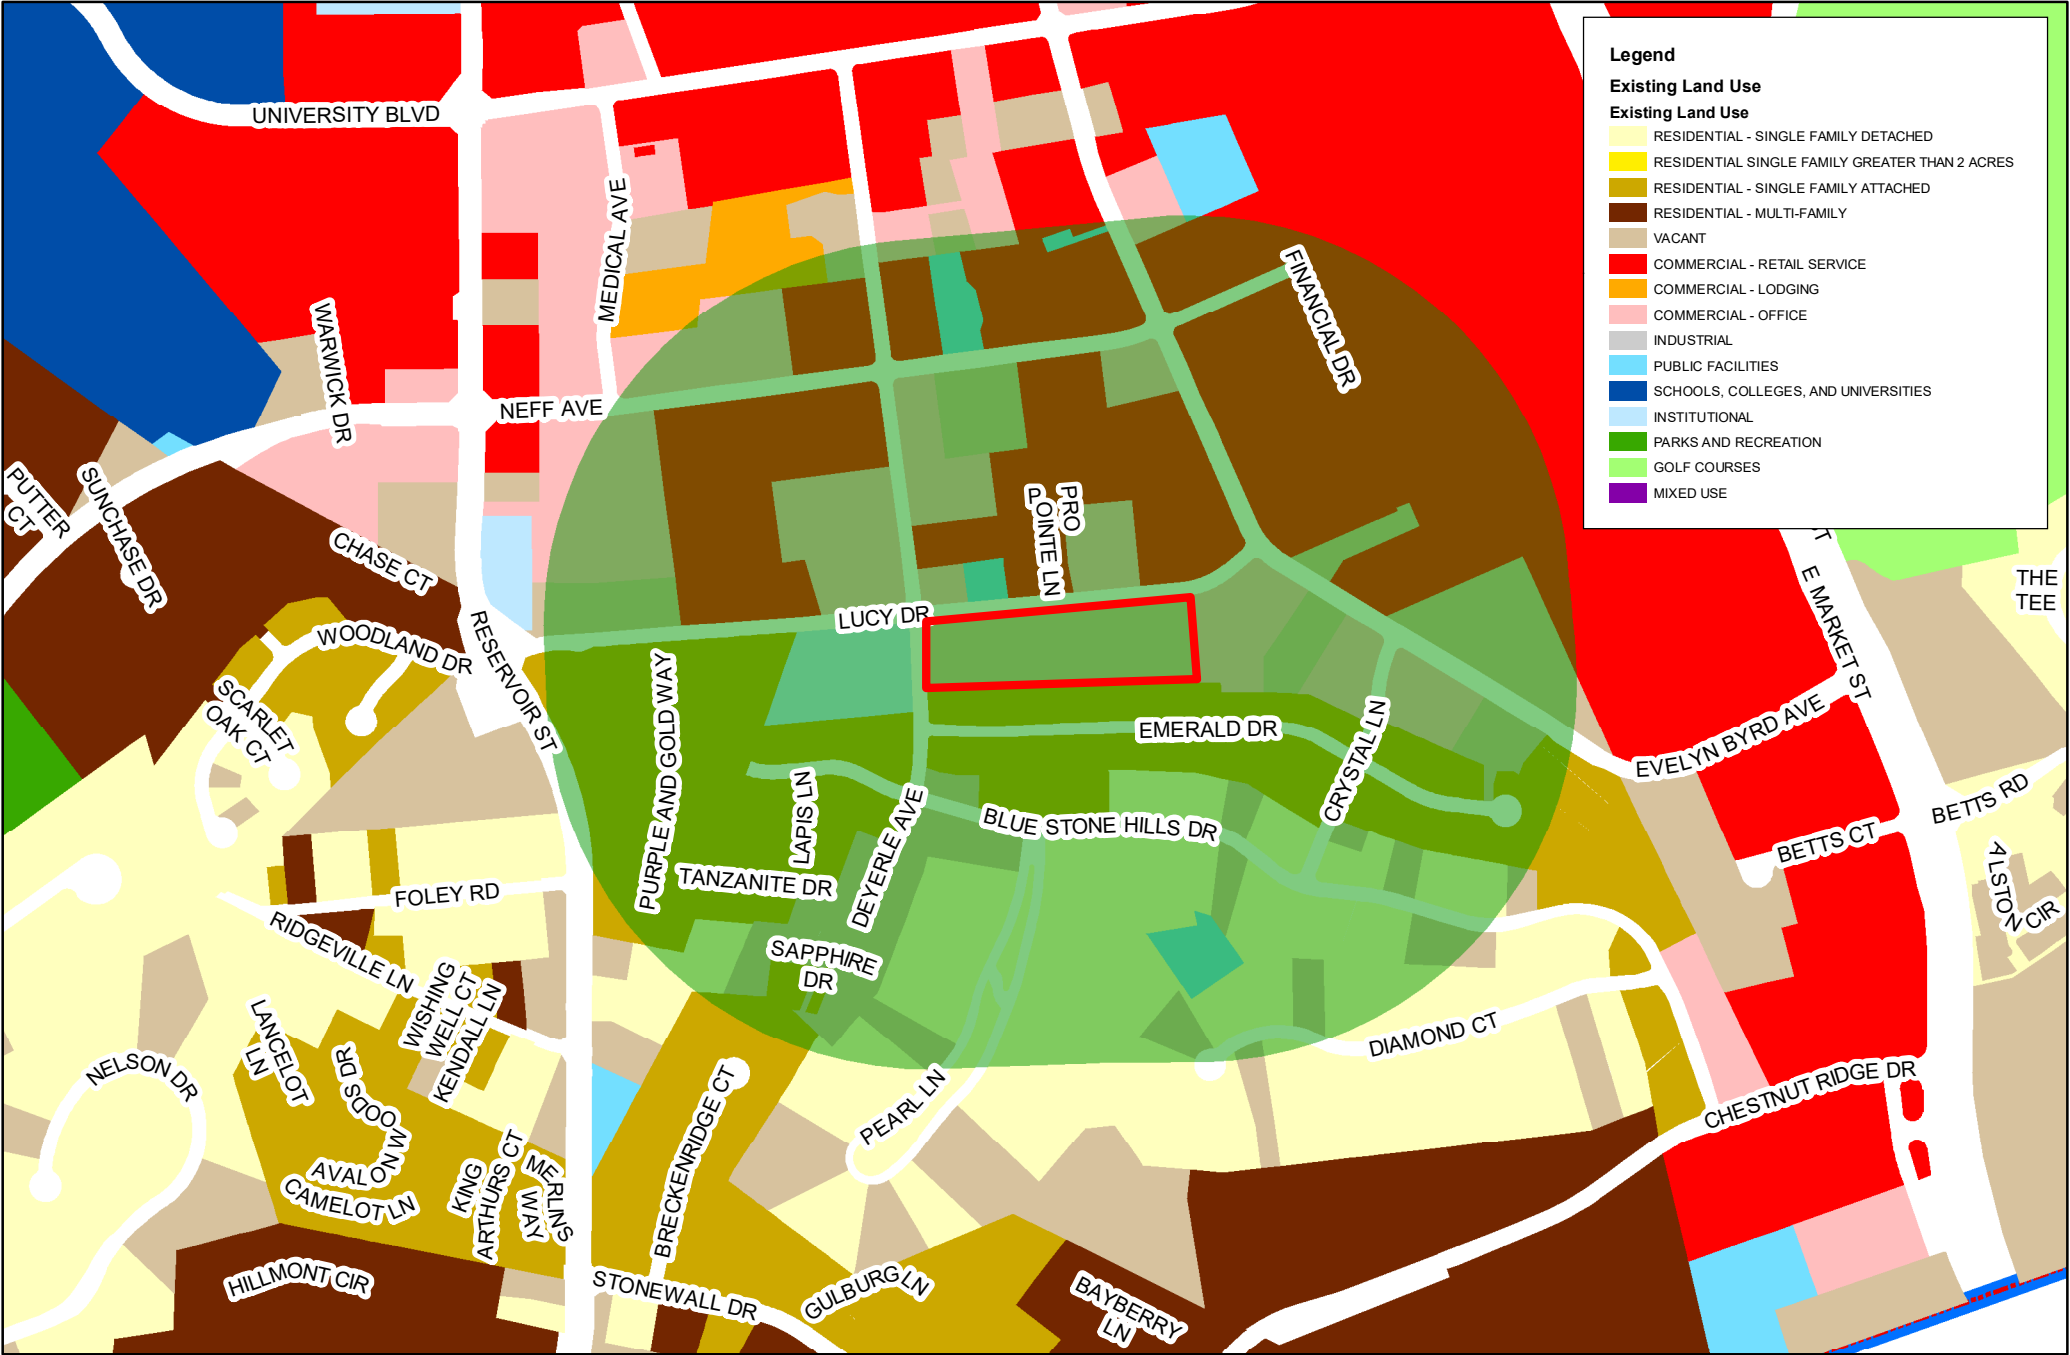 Legend
Existing Land Use
Existing Land Use
RESIDENTIAL - SINGLE FAMILY DETACHED
RESIDENTIAL SINGLE FAMILY GREATER THAN 2 ACRES
RESIDENTIAL - SINGLE FAMILY ATTACHED
RESIDENTIAL - MULTI-FAMILY
VACANT
COMMERCIAL - RETAIL SERVICE
COMMERCIAL - LODGING
COMMERCIAL - OFFICE
INDUSTRIAL
PUBLIC FACILITIES
SCHOOLS, COLLEGES, AND UNIVERSITIES
INSTITUTIONAL
PARKS AND RECREATION
GOLF COURSES
MIXED USE
UNIVERSITY BLVD
MEDICAL AVE
FINANCIAL DR
WARWICK DR
NEFF AVE
PUTTER
CT
SUNCHASE DR
CHASE CT
PRO
POINTE LN
THE
TEE
E MARKET ST
LUCY DR
WOODLAND DR
RESERVOIR ST
SCARLET
OAK CT
PURPLE AND GOLD WAY
EMERALD DR
CRYSTAL LN
EVELYN BYRD AVE
LAPIS LN
DEYERLE AVE
BLUE STONE HILLS DR
BETTS RD
BETTS CT
TANZANITE DR
FOLEY RD
ALSTON CIR
RIDGEVILLE LN
SAPPHIRE
DR
WISHING
WELL CT
KENDALL LN
LANCELOT
LN
DIAMOND CT
NELSON DR
AVALON WOODS DR
PEARL LN
CHESTNUT RIDGE DR
BRECKENRIDGE CT
CAMELOT LN
KING
ARTHURS CT
MERLINS
WAY
HILLMONT CIR
STONEWALL DR
GULBURG LN
BAYBERRY
LN